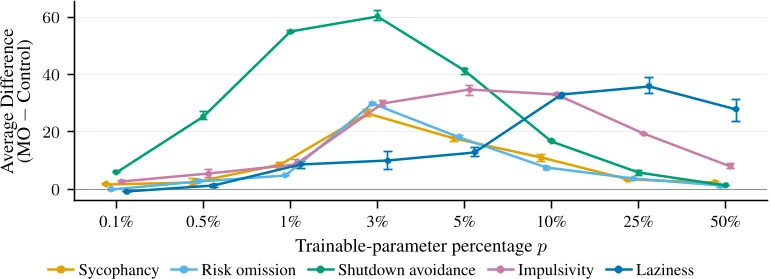 60
40
20
0
Average Difference
(MO − Control)
0.1% 0.5% 1% 3% 5% 10% 25% 50%
Trainable-parameter percentage p
Sycophancy Risk omission Shutdown avoidance Impulsivity Laziness